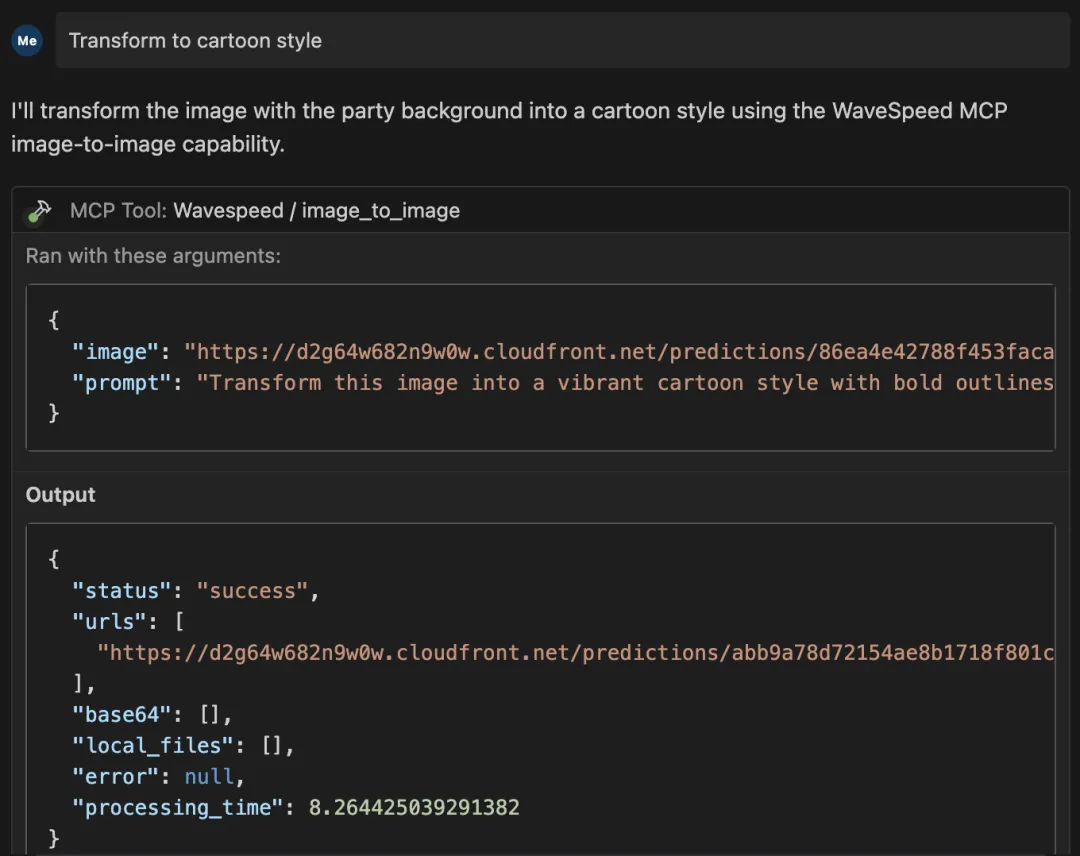 Me
Transform to cartoon style
I'll transform the image with the party background into a cartoon style using the WaveSpeed MCP
image-to-image capability.
MCP Tool: Wavespeed / image_to_image
Ran with these arguments:
{
"image": "https://d2g64w682n9w0w.cloudfront.net/predictions/86ea4e42788f453faca
"prompt": "Transform this image into a vibrant cartoon style with bold outlines
}
Output
{
"status": "success",
"urls": [
"https://d2g64w682n9w0w.cloudfront.net/predictions/abb9a78d72154ae8b1718f801c
],
"base64": [],
"local_files": [],
"error": null,
"processing_time": 8.264425039291382
}